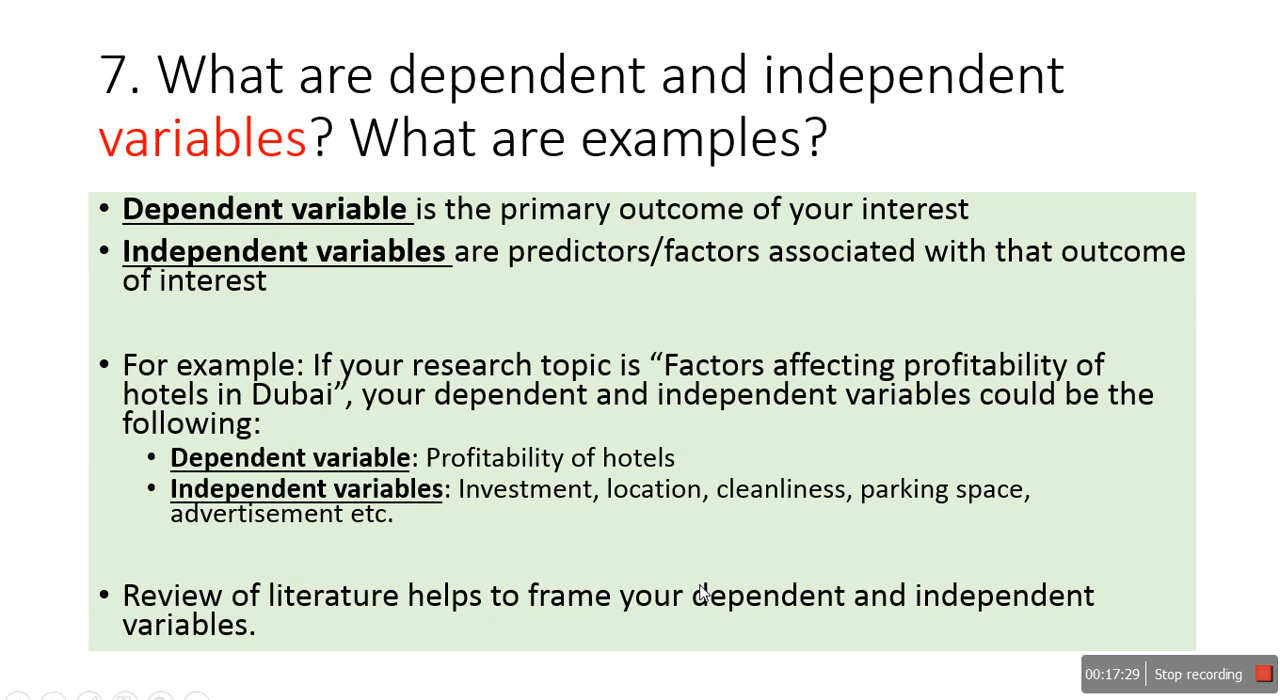 7. What are dependent and independent
variables? What are examples?
• Dependent variable is the primary outcome of your interest
• Independent variables are predictors/factors associated with that outcome
of interest
• For example: If your research topic is “Factors affecting profitability of
hotels in Dubai”, your dependent and independent variables could be the
following:
• Dependent variable: Profitability of hotels
• Independent variables: Investment, location, cleanliness, parking space,
advertisement etc.
• Review of literature helps to frame your dependent and independent
variables.
00:17:29 Stop recording